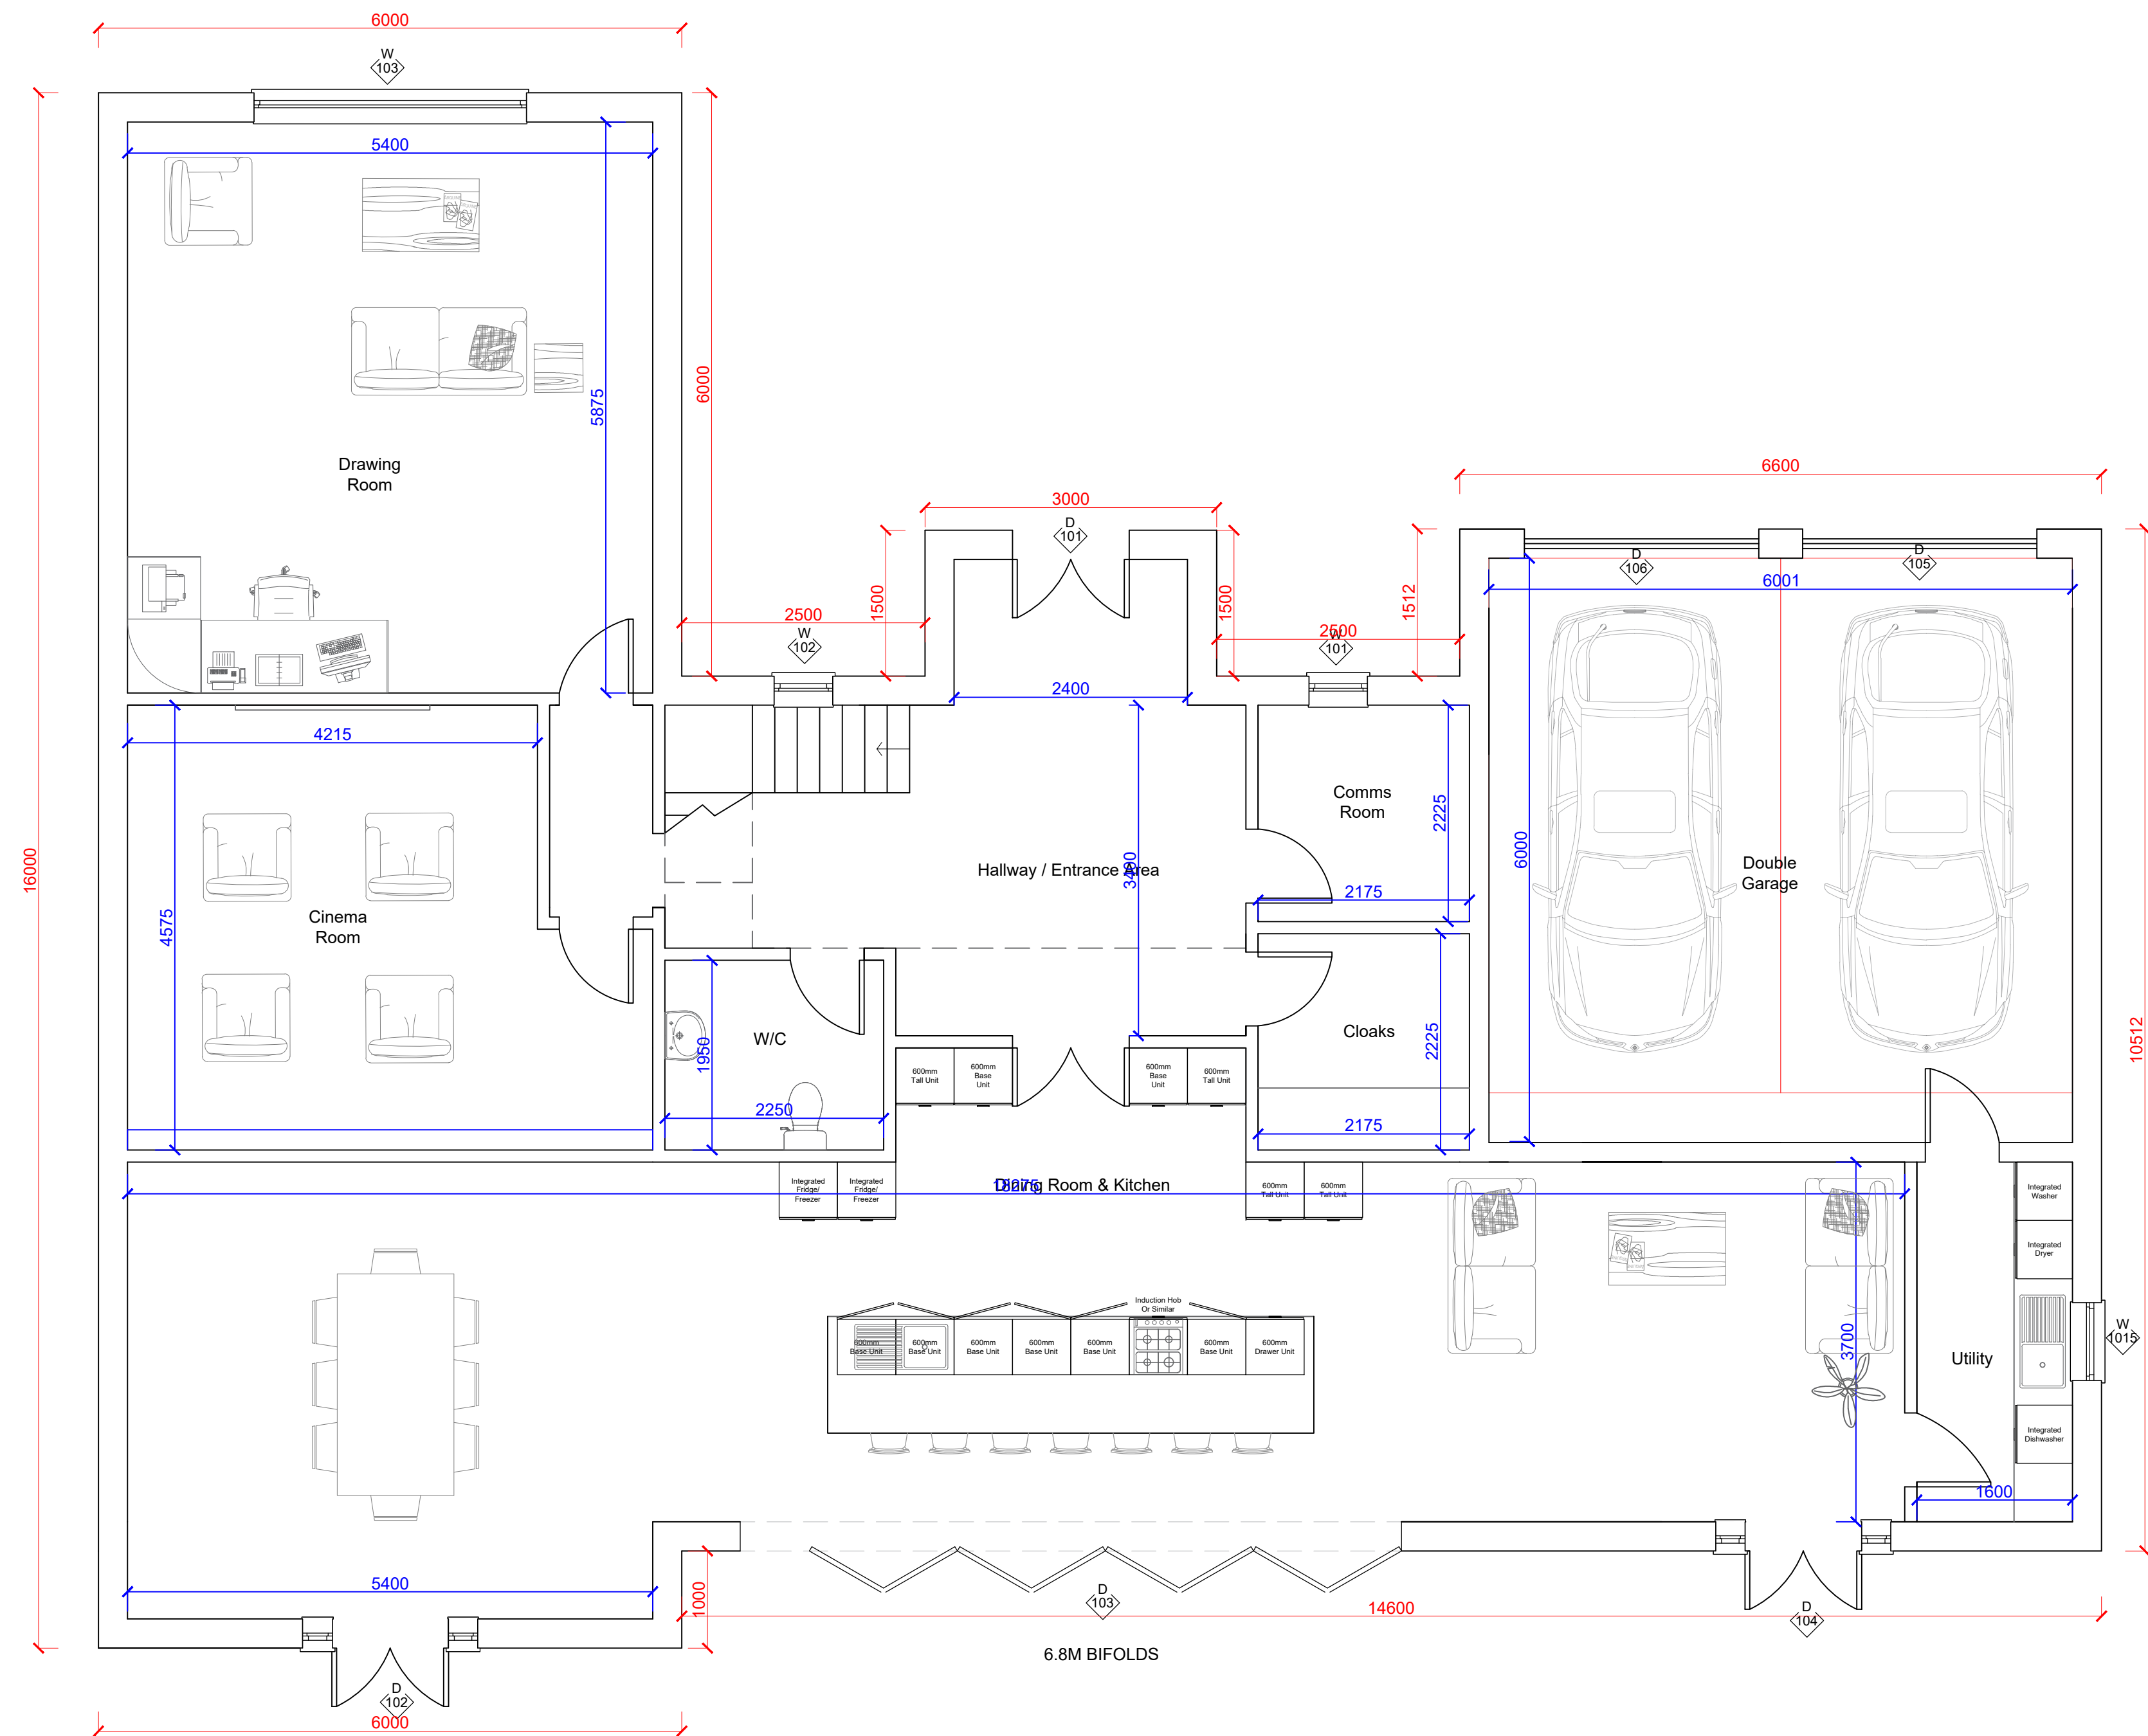 6000
W
103
5400
6000
5875
Drawing
Room
16000
3000
D
101
1500
1500
2500
W
102
2500
W
101
1512
6600
D
106
D
105
6001
2400
4215
Comms
Room
2225
2175
Hallway / Entrance Area
3400
6000
Double
Garage
10512
4575
Cinema
Room
W/C
1950
2250
Cloaks
2225
2175
600mm
Tall Unit
600mm
Base
Unit
600mm
Base
Unit
600mm
Tall Unit
Integrated
Fridge/
Freezer
Integrated
Fridge/
Freezer
Dining Room & Kitchen
18275
600mm
Tall Unit
600mm
Tall Unit
Integrated
Washer
Integrated
Dryer
Induction Hob
Or Similar
600mm
Base Unit
600mm
Base Unit
600mm
Base Unit
600mm
Base Unit
600mm
Base Unit
600mm
Base Unit
600mm
Drawer Unit
3700
Utility
W
1015
Integrated
Dishwasher
1600
5400
1000
D
103
14600
D
104
6.8M BIFOLDS
D
102
6000